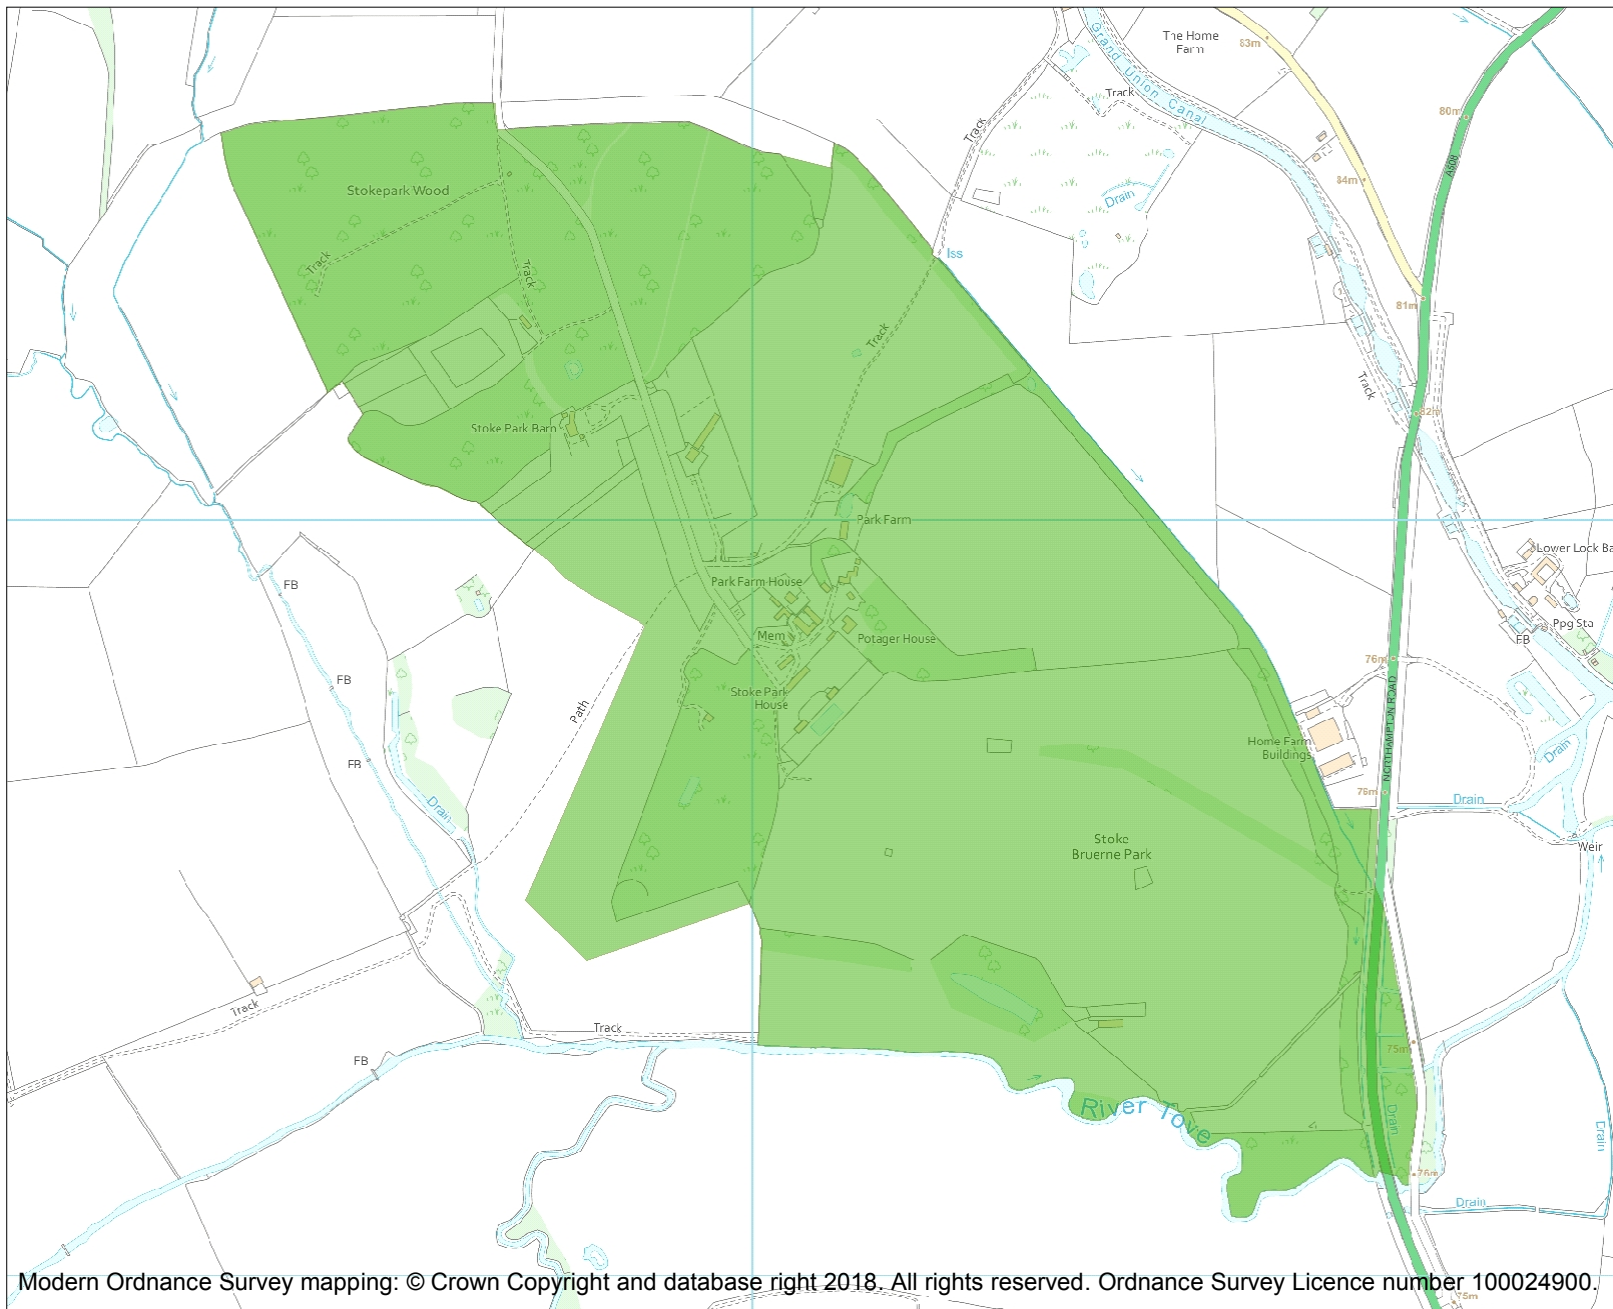 The Home
Farm
83m
Grand Union Canal
Track
80m
Track
A508
84m
Stokepark Wood
Drain
Iss
Track
Track
81m
Track
Track
82m
Stoke Park Barn
Park Farm
Lower Lock Ba
FB
Park Farm House
Ppg Sta
Mem
Potager House
FB
76m
FB
Stoke Park
House
Path
NORTHAMPTON ROAD
Home Farm
Buildings
Drain
FB
75m
Drain
Drain
Stoke
Bruerne Park
Weir
Track
Track
75m
FB
River Tove
Drain
Drain
76m
Drain
Modern Ordnance Survey mapping: © Crown Copyright and database right 2018. All rights reserved. Ordnance Survey Licence number 100024900.
75m